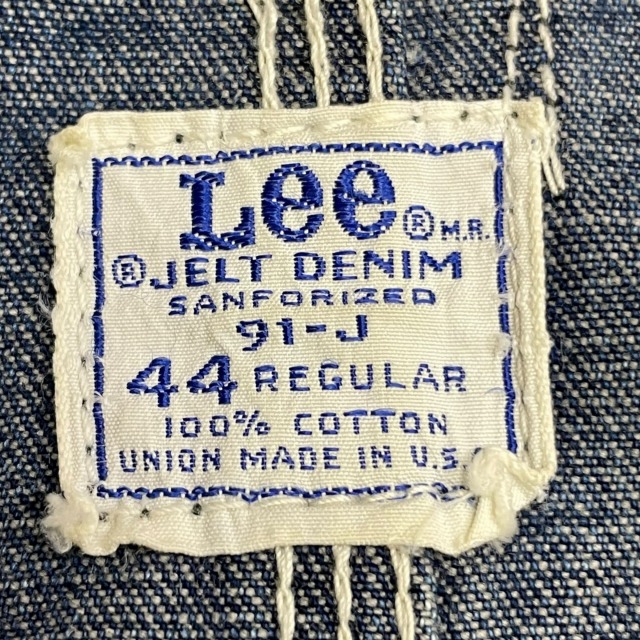 Lee ® M.R.
® JELT DENIM
SANFORIZED
91-J
44 REGULAR
100% COTTON
UNION MADE IN U.S.